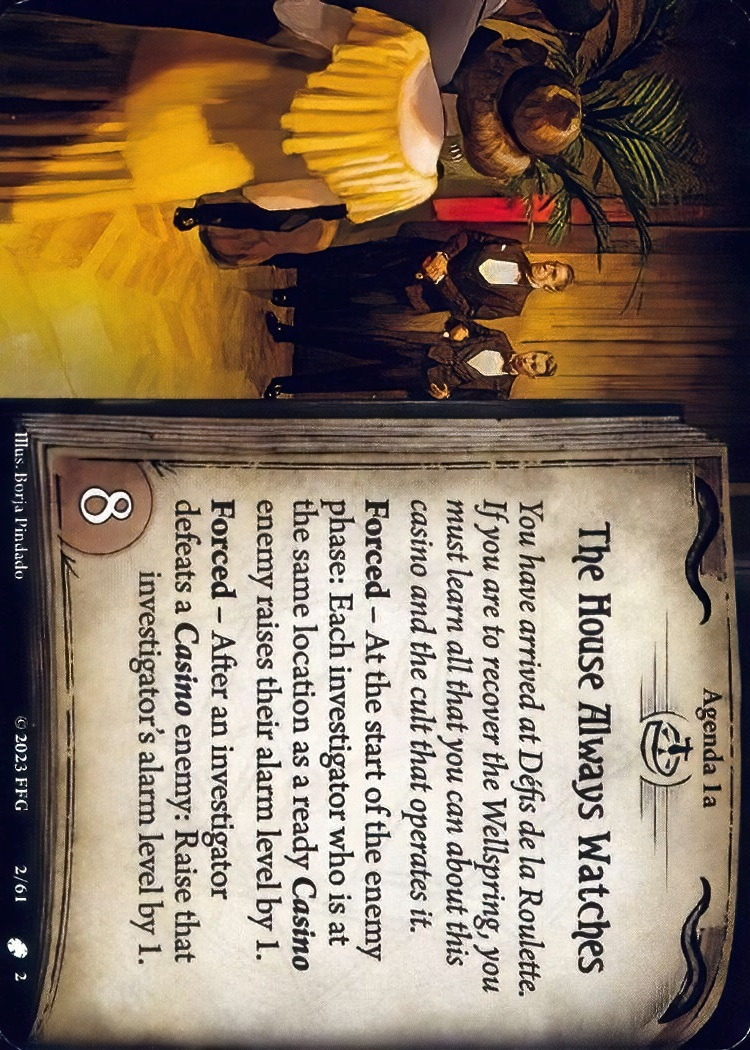 Agenda 1a
The House Always Watches
You have arrived at Défis de la Roulette.
If you are to recover the Wellspring, you
must learn all that you can about this
casino and the cult that operates it.
Forced – At the start of the enemy
phase: Each investigator who is at
the same location as a ready Casino
enemy raises their alarm level by 1.
Forced – After an investigator
defeats a Casino enemy: Raise that
investigator's alarm level by 1.
8
Illus. Borja Pindado
© 2023 FFG
2/61
2